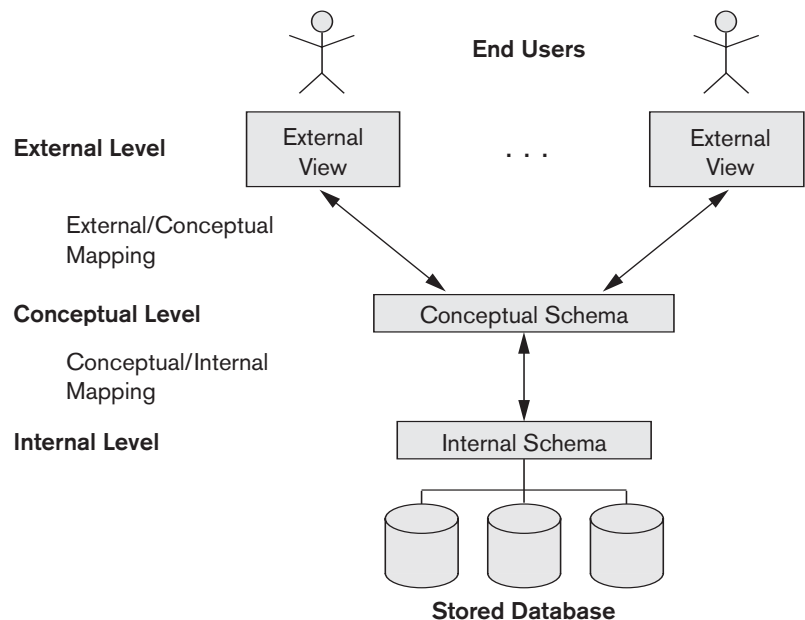 End Users
External Level
External
View
. . .
External
View
External/Conceptual
Mapping
Conceptual Level
Conceptual Schema
Conceptual/Internal
Mapping
Internal Level
Internal Schema
Stored Database